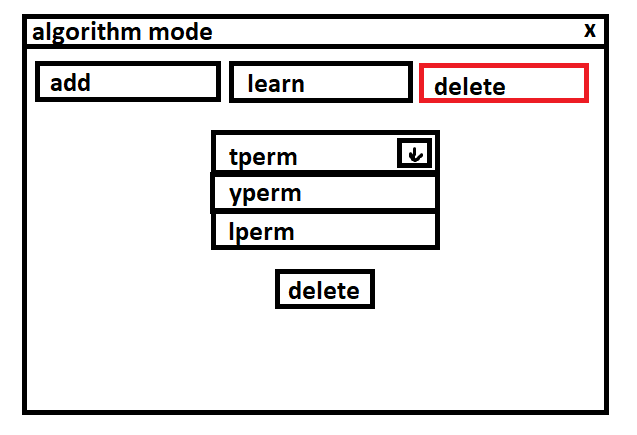 algorithm mode x
add learn delete
tperm
yperm
lperm
delete